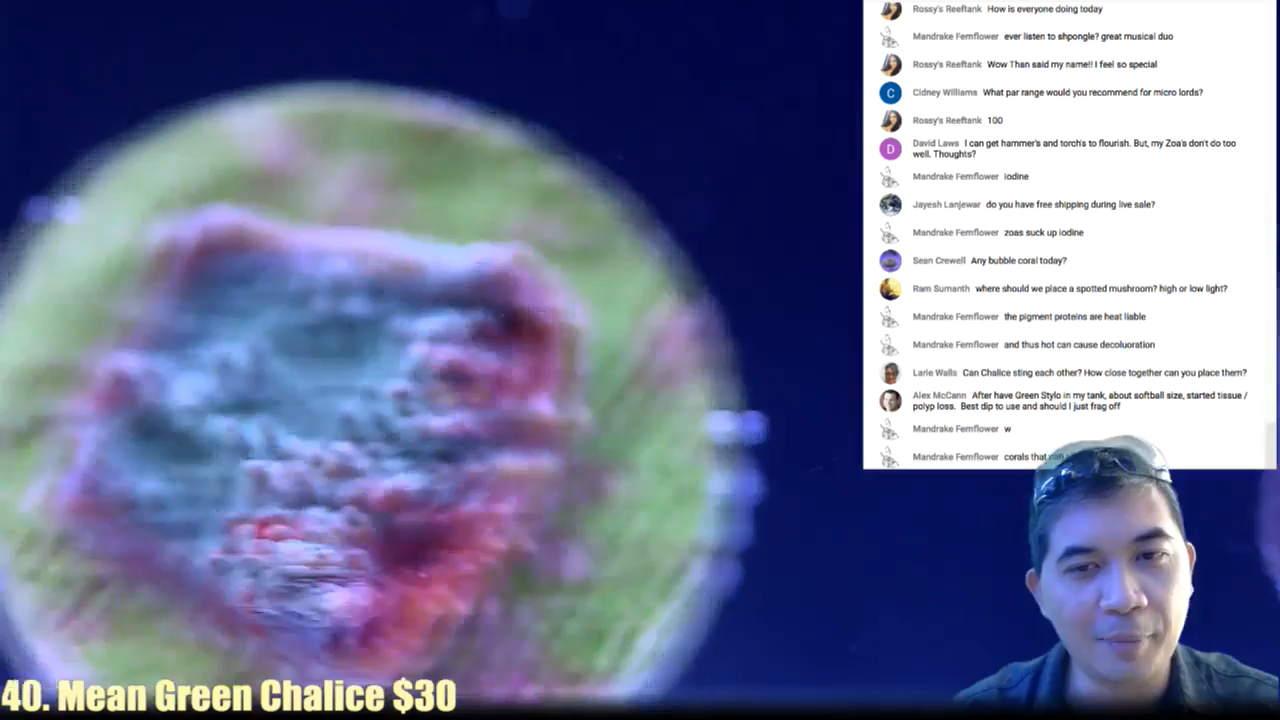 Rossy's Reeftank How is everyone doing today
Mandrake Fernflower ever listen to shpongle? great musical duo
Rossy's Reeftank Wow Than said my name!! I feel so special
C Cidney Williams What par range would you recommend for micro lords?
Rossy's Reeftank 100
D David Laws I can get hammer's and torch's to flourish. But, my Zoa's don't do too
well. Thoughts?
Mandrake Fernflower iodine
Jayesh Lanjewar do you have free shipping during live sale?
Mandrake Fernflower zoas suck up iodine
Sean Crewell Any bubble coral today?
Ram Sumanth where should we place a spotted mushroom? high or low light?
Mandrake Fernflower the pigment proteins are heat liable
Mandrake Fernflower and thus hot can cause decoluoration
Larie Walls Can Chalice sting each other? How close together can you place them?
Alex McCann After have Green Stylo in my tank, about softball size, started tissue /
polyp loss. Best dip to use and should I just frag off
Mandrake Fernflower w
Mandrake Fernflower corals that
40. Mean Green Chalice $30